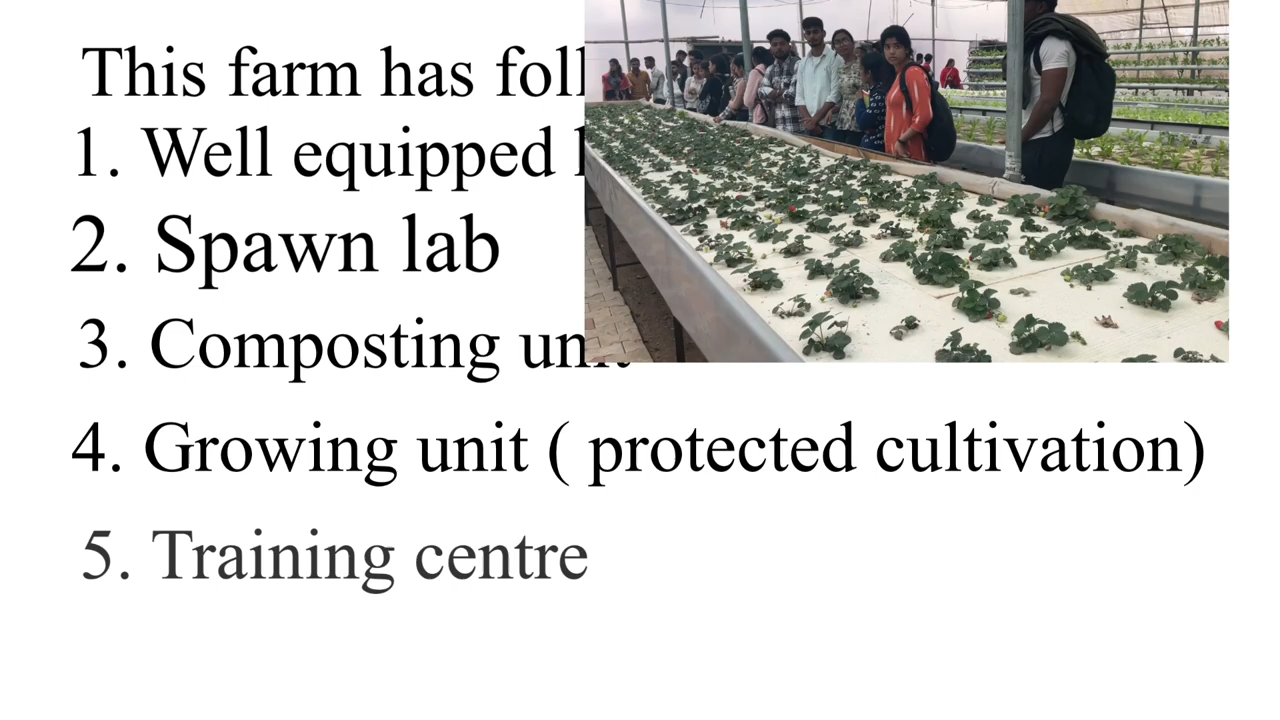 This farm has
1. Well equipped
2. Spawn lab
3. Composting unit
4. Growing unit ( protected cultivation)
5. Training centre